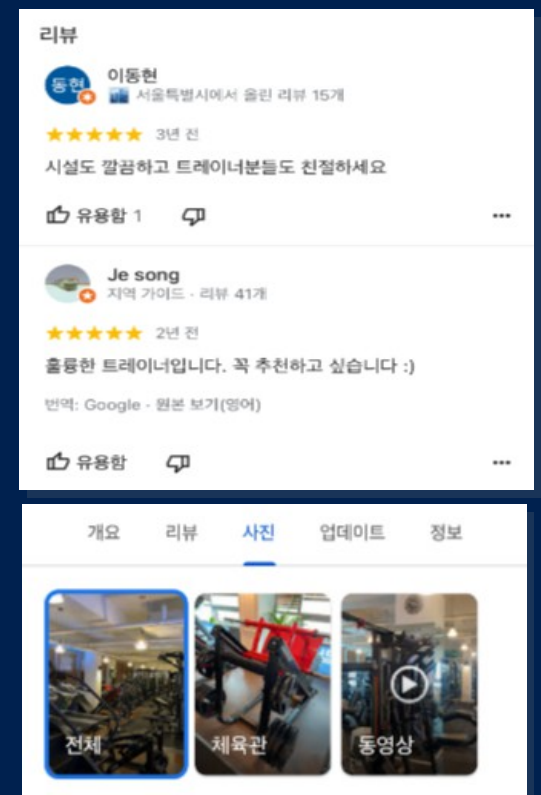 리뷰
동현
이동현
서울특별시에서 올린 리뷰 15개
3년 전
시설도 깔끔하고 트레이너분들도 친절하세요
유용함 1
Je song
지역 가이드 · 리뷰 41개
2년 전
훌륭한 트레이너입니다. 꼭 추천하고 싶습니다 :)
번역: Google · 원본 보기(영어)
유용함
개요 리뷰 사진 업데이트 정보
전체 체육관 동영상